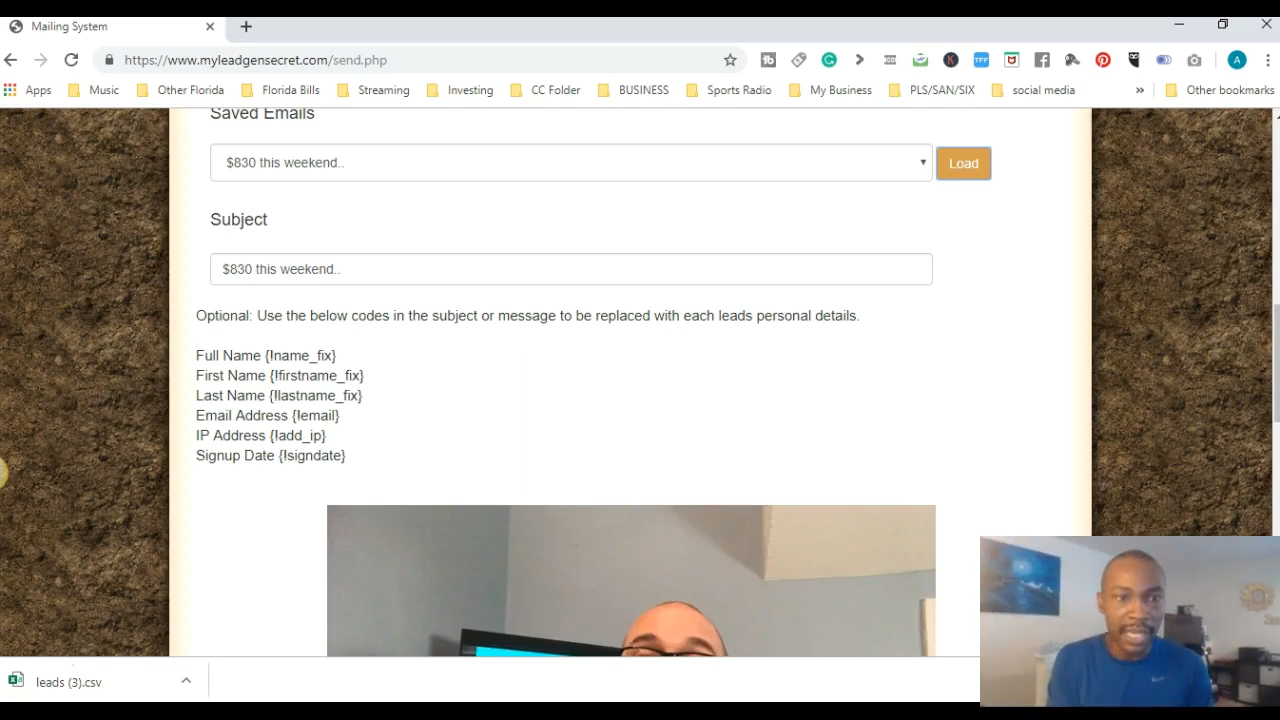 Mailing System
https://www.myleadgensecret.com/send.php
Apps Music Other Florida Florida Bills Streaming Investing CC Folder BUSINESS Sports Radio My Business PLS/SAN/SIX social media » Other bookmarks
Saved Emails
$830 this weekend..
Load
Subject
$830 this weekend..
Optional: Use the below codes in the subject or message to be replaced with each leads personal details.
Full Name {!name_fix}
First Name {!firstname_fix}
Last Name {!lastname_fix}
Email Address {!email}
IP Address {!add_ip}
Signup Date {!signdate}
leads (3).csv